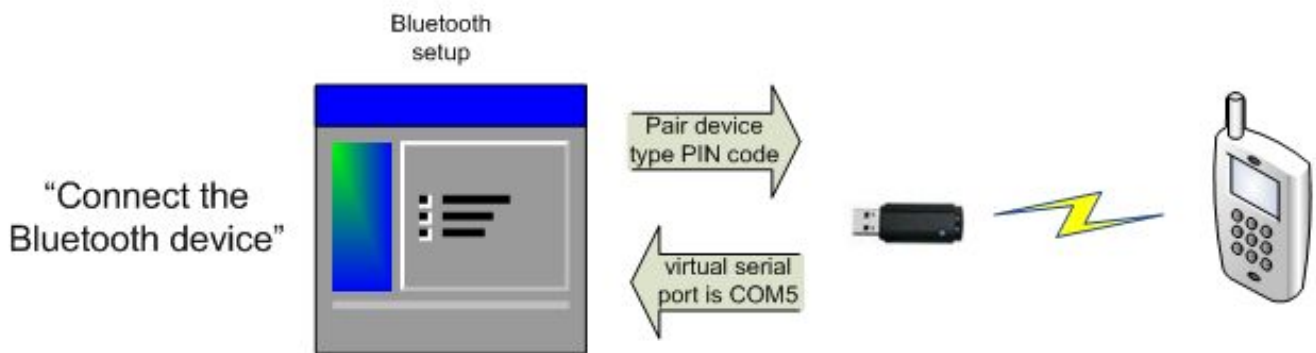 Bluetooth
setup
Pair device
type PIN code
“Connect the
Bluetooth device”
virtual serial
port is COM5